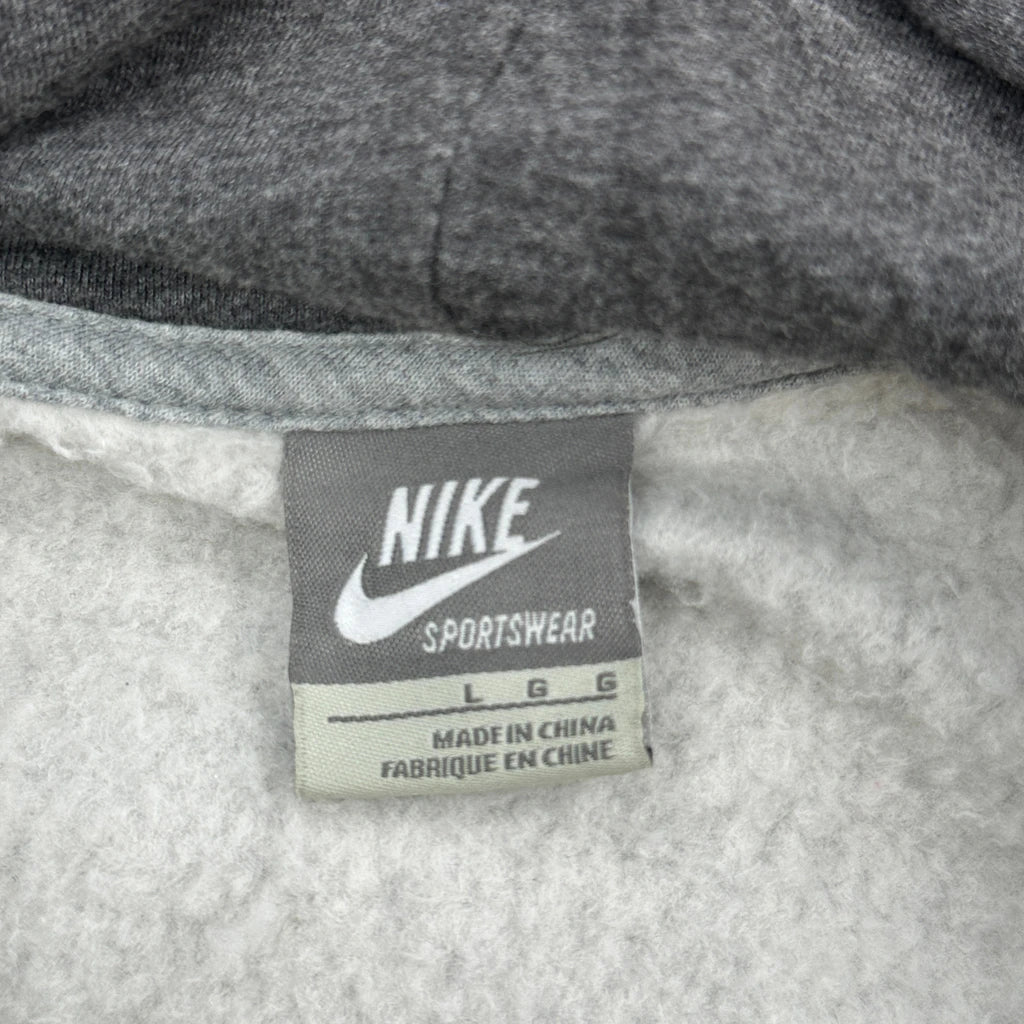 NIKE
SPORTSWEAR
L G G
MADE IN CHINA
FABRIQUE EN CHINE